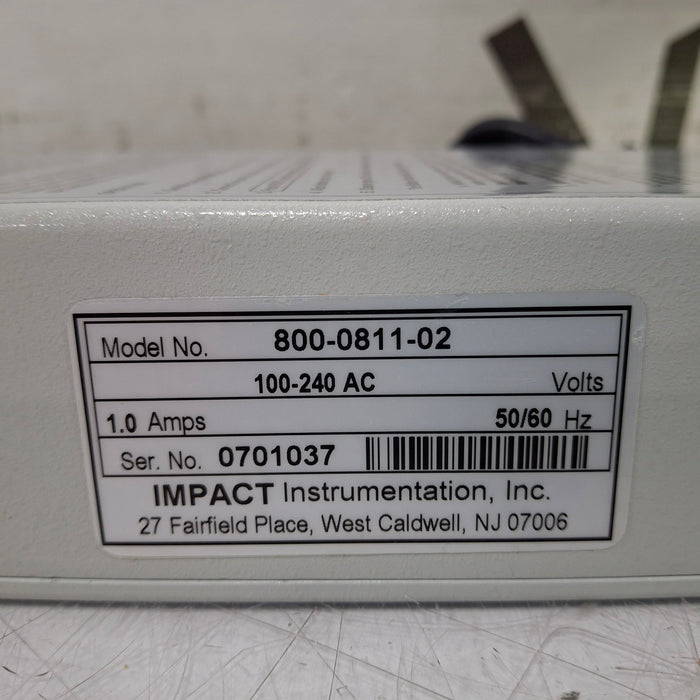 Model No. 800-0811-02
100-240 AC Volts
1.0 Amps 50/60 Hz
Ser. No. 0701037
IMPACT Instrumentation, Inc.
27 Fairfield Place, West Caldwell, NJ 07006